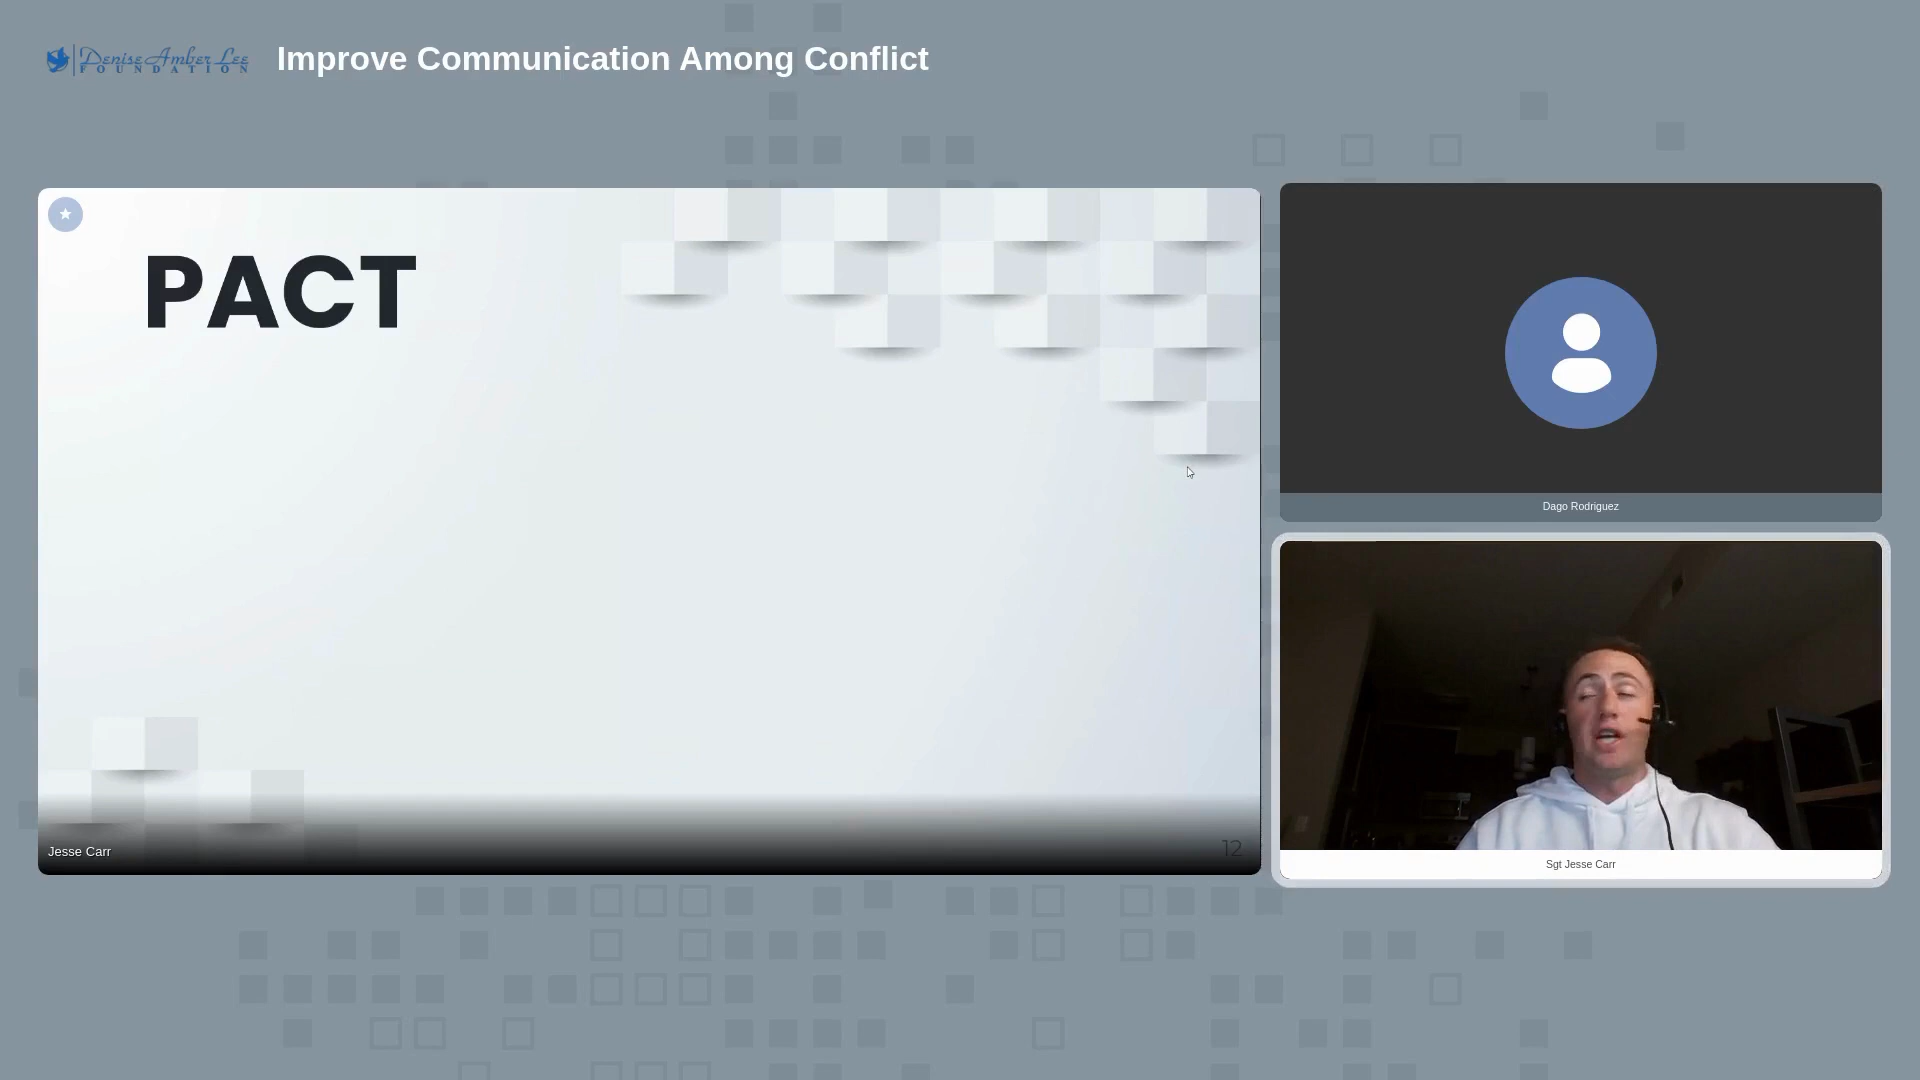 Denise Amber Lee
FOUNDATION
Improve Communication Among Conflict
PACT
Jesse Carr
12
Dago Rodriguez
Sgt Jesse Carr